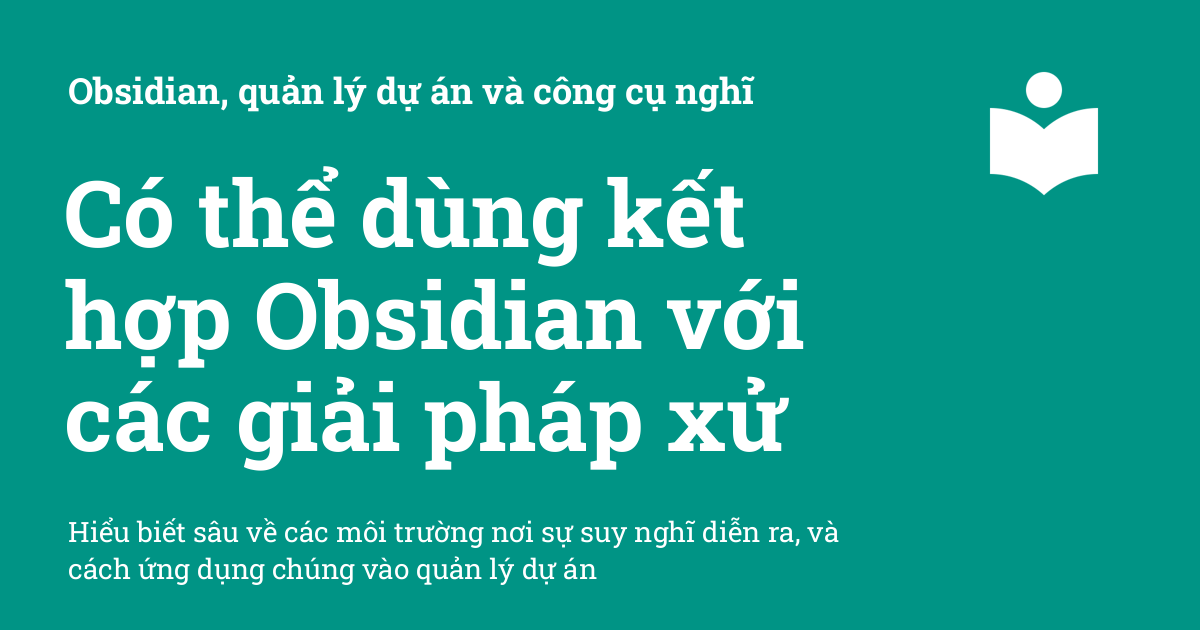 Obsidian, quản lý dự án và công cụ nghĩ
Có thể dùng kết
hợp Obsidian với
các giải pháp xử
Hiểu biết sâu về các môi trường nơi sự suy nghĩ diễn ra, và
cách ứng dụng chúng vào quản lý dự án